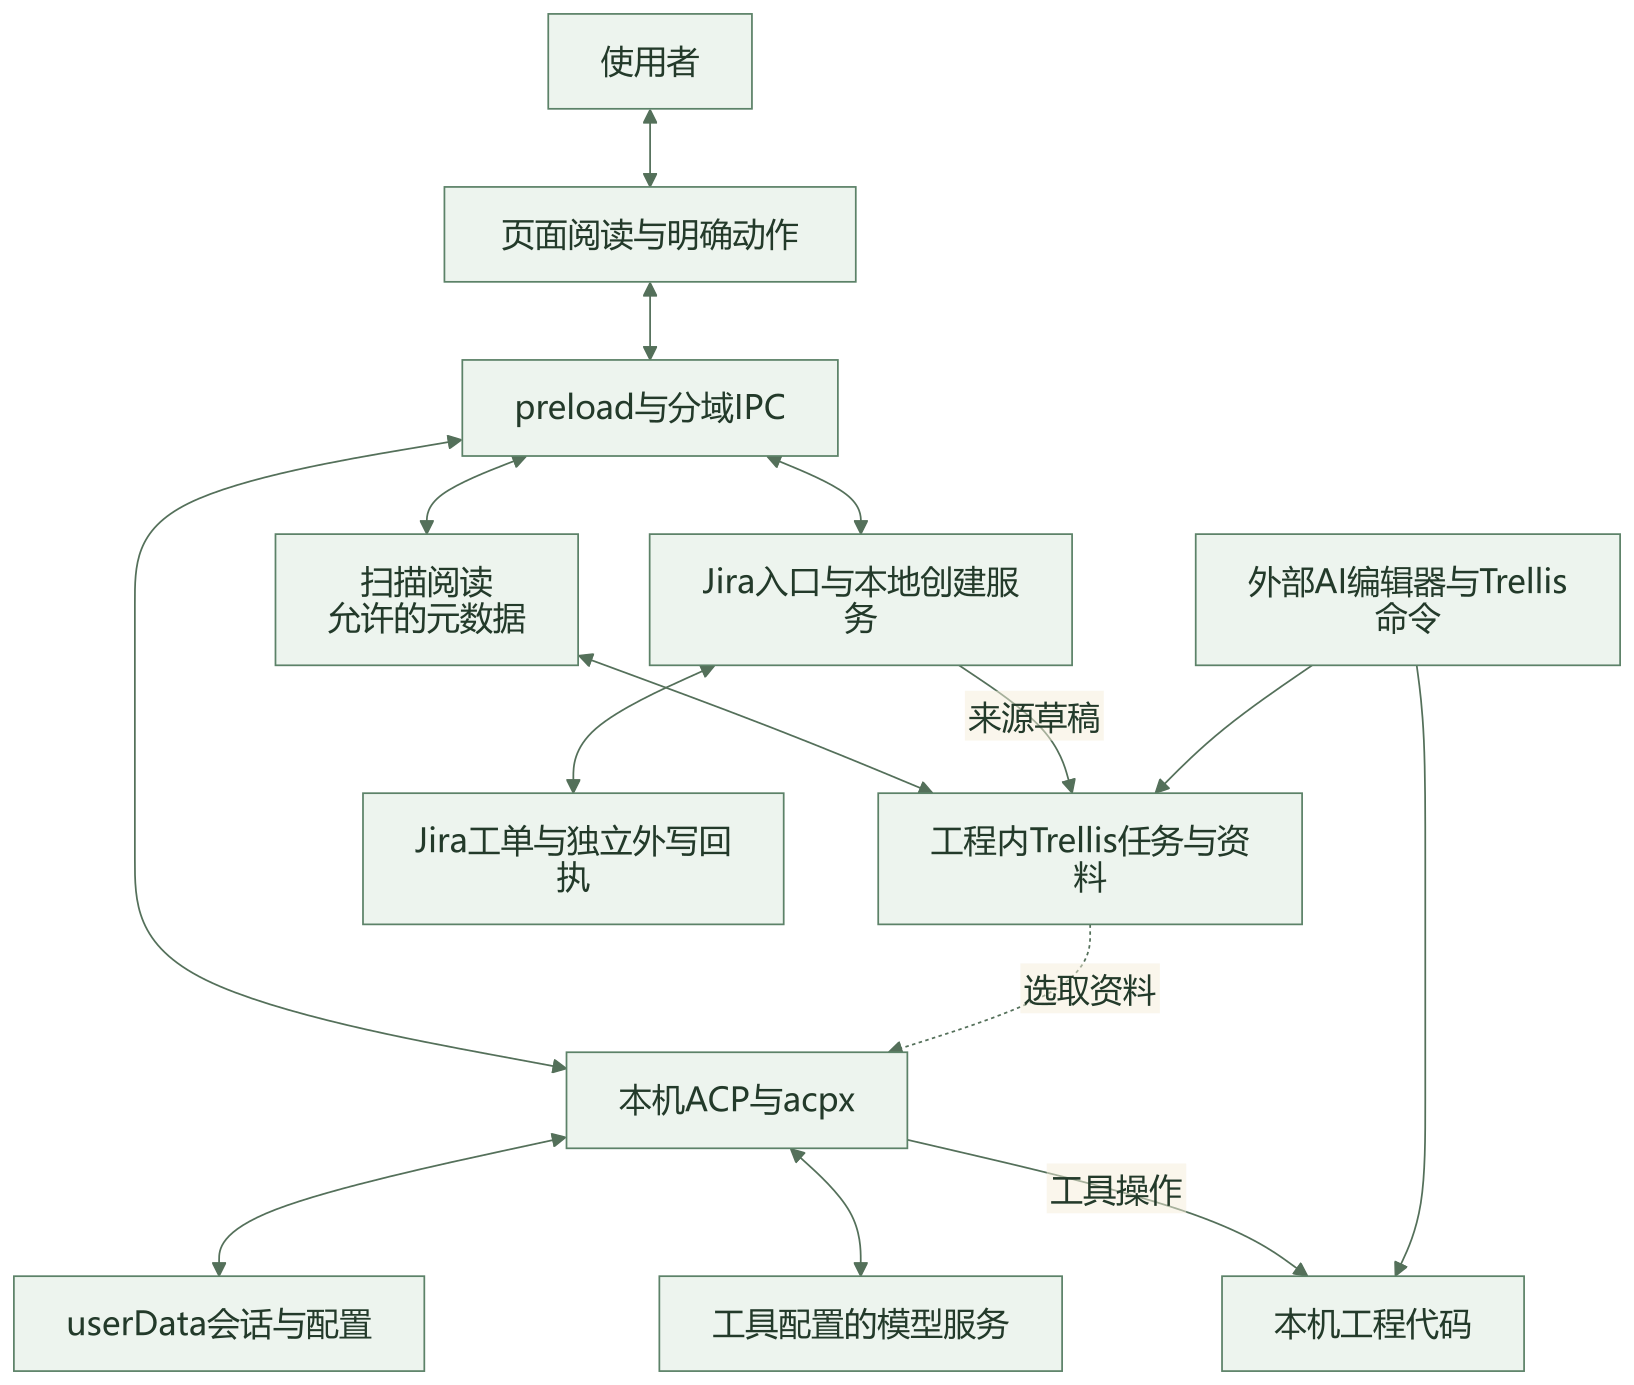 使用者
页面阅读与明确动作
preload与分域IPC
扫描阅读
允许的元数据
Jira入口与本地创建服
务
外部AI编辑器与Trellis
命令
来源草稿
Jira工单与独立外写回
执
工程内Trellis任务与资
料
选取资料
本机ACP与acpx
工具操作
userData会话与配置
工具配置的模型服务
本机工程代码